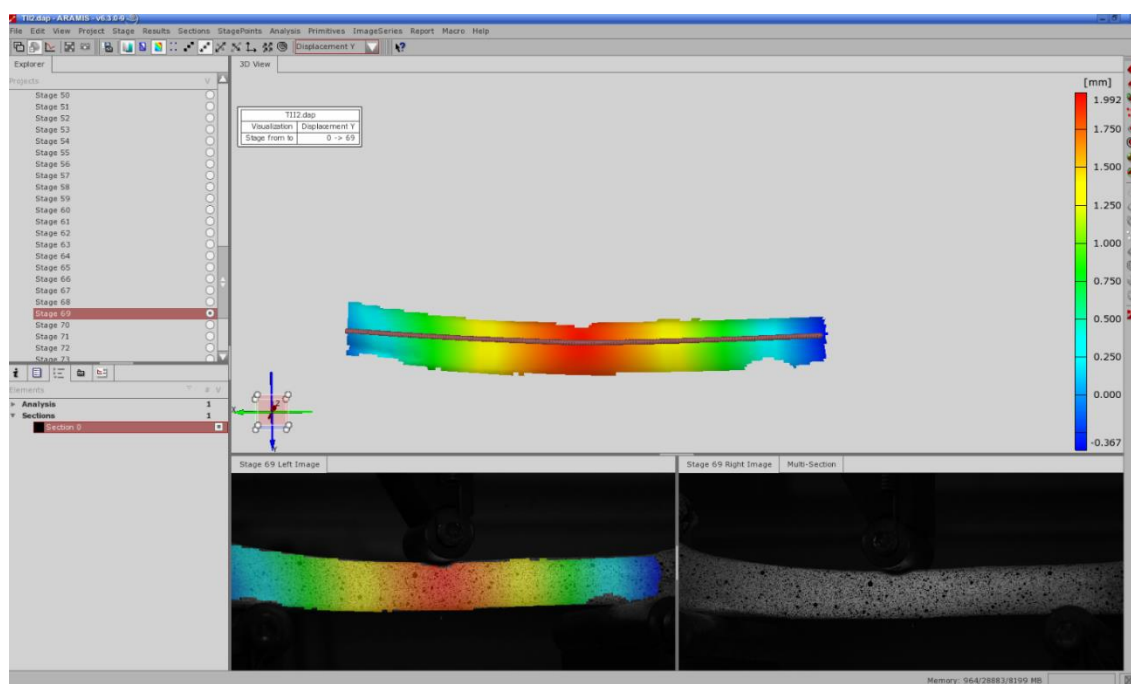 TII2.dap - ARAMIS - v6.3.0-9
File Edit View Project Stage Results Sections StagePoints Analysis Primitives ImageSeries Report Macro Help
Displacement Y
Explorer
3D View
Projects V
Stage 50
Stage 51
Stage 52
Stage 53
Stage 54
Stage 55
Stage 56
Stage 57
Stage 58
Stage 59
Stage 60
Stage 61
Stage 62
Stage 63
Stage 64
Stage 65
Stage 66
Stage 67
Stage 68
Stage 69
Stage 70
Stage 71
Stage 72
Stage 73
TII2.dap
Visualization Displacement Y
Stage from to 0 -> 69
[mm]
1.992
1.750
1.500
1.250
1.000
0.750
0.500
0.250
0.000
-0.367
Elements # V
Analysis 1
Sections 1
Section 0
X
Z
Y
Stage 69 Left Image
Stage 69 Right Image
Multi-Section
Memory: 964/28883/8199 MB